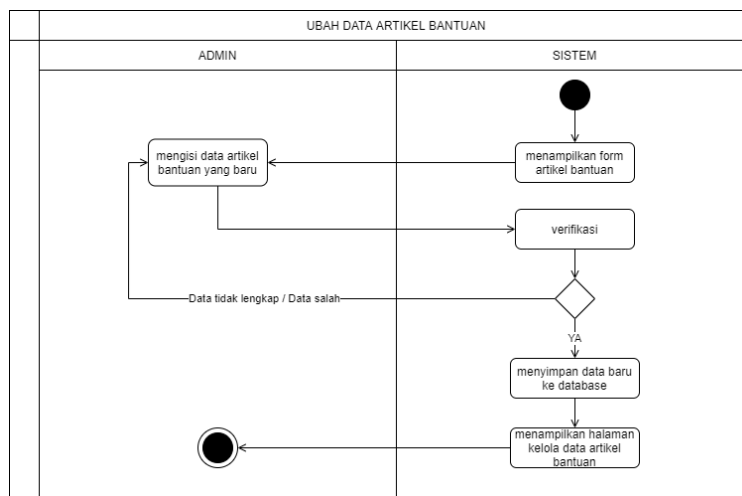 UBAH DATA ARTIKEL BANTUAN
ADMIN
SISTEM
mengisi data artikel
bantuan yang baru
menampilkan form
artikel bantuan
verifikasi
Data tidak lengkap / Data salah
YA
menyimpan data baru
ke database
menampilkan halaman
kelola data artikel
bantuan